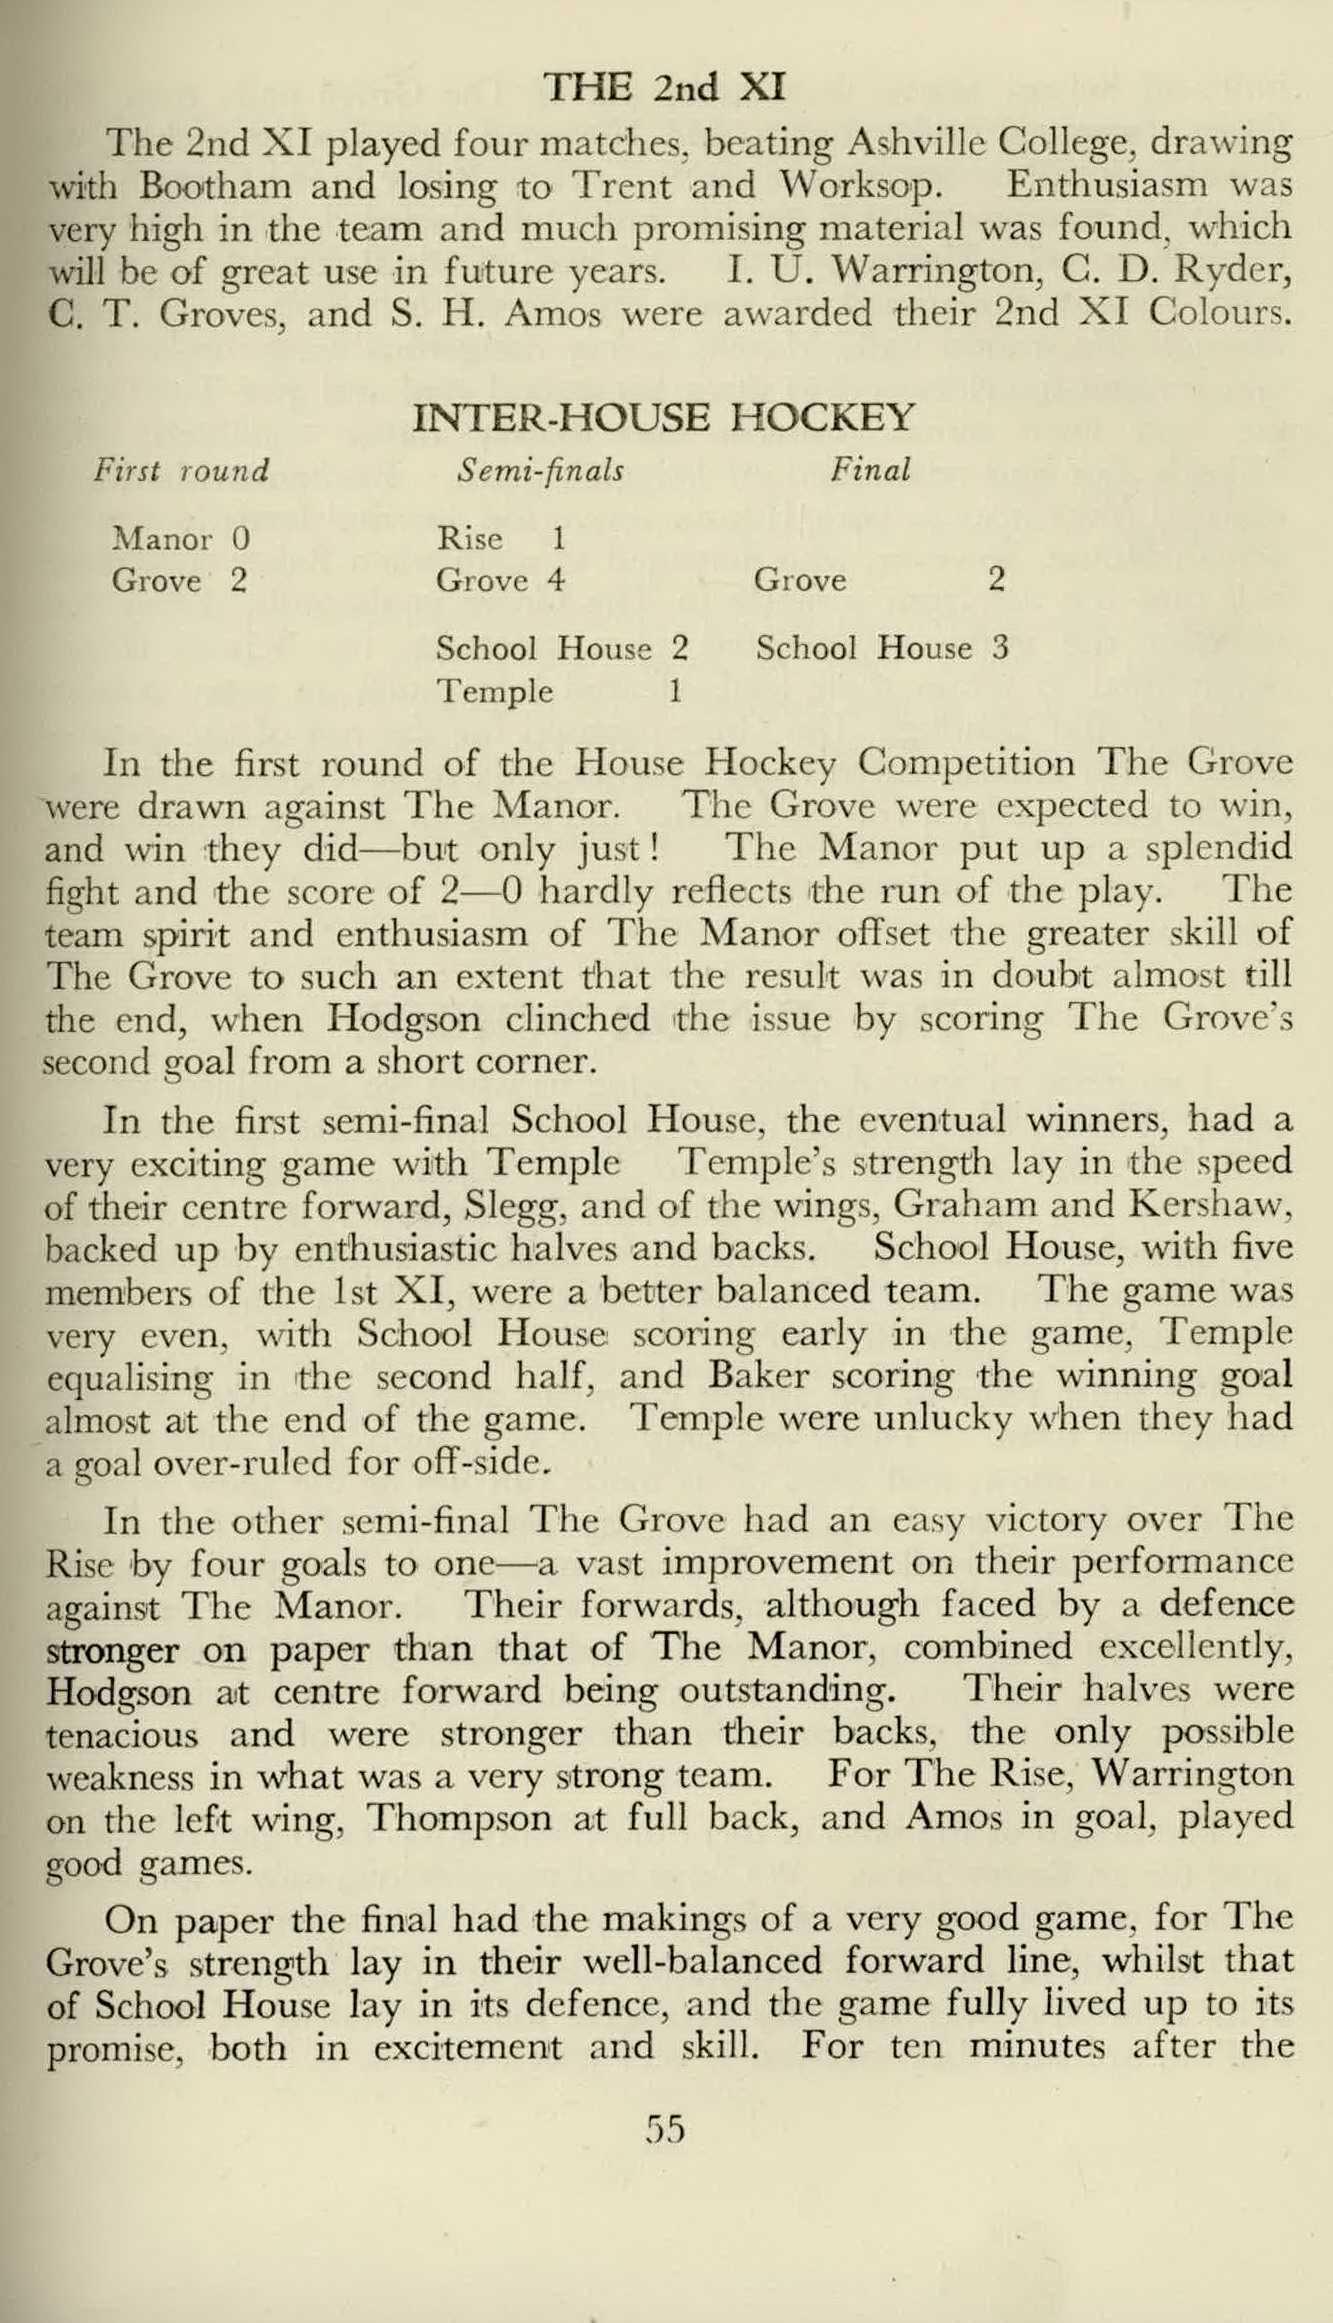 THE 2nd XI
The 2nd XI played four matches, beating Ashville College, drawing
with Bootham and losing to Trent and Worksop. Enthusiasm was
very high in the team and much promising material was found, which
will be of great use in future years. I. U. Warrington, C. D. Ryder,
C. T. Groves, and S. H. Amos were awarded their 2nd XI Colours.
INTER-HOUSE HOCKEY
First round Semi-finals Final
Manor 0 Rise 1
Grove 2 Grove 4 Grove 2
School House 2 School House 3
Temple 1
In the first round of the House Hockey Competition The Grove
were drawn against The Manor. The Grove were expected to win,
and win they did—but only just! The Manor put up a splendid
fight and the score of 2—0 hardly reflects the run of the play. The
team spirit and enthusiasm of The Manor offset the greater skill of
The Grove to such an extent that the result was in doubt almost till
the end, when Hodgson clinched the issue by scoring The Grove's
second goal from a short corner.
In the first semi-final School House, the eventual winners, had a
very exciting game with Temple Temple's strength lay in the speed
of their centre forward, Slegg, and of the wings, Graham and Kershaw,
backed up by enthusiastic halves and backs. School House, with five
members of the 1st XI, were a better balanced team. The game was
very even, with School House scoring early in the game, Temple
equalising in the second half, and Baker scoring the winning goal
almost at the end of the game. Temple were unlucky when they had
a goal over-ruled for off-side.
In the other semi-final The Grove had an easy victory over The
Rise by four goals to one—a vast improvement on their performance
against The Manor. Their forwards, although faced by a defence
stronger on paper than that of The Manor, combined excellently,
Hodgson at centre forward being outstanding. Their halves were
tenacious and were stronger than their backs, the only possible
weakness in what was a very strong team. For The Rise, Warrington
on the left wing, Thompson at full back, and Amos in goal, played
good games.
On paper the final had the makings of a very good game, for The
Grove's strength lay in their well-balanced forward line, whilst that
of School House lay in its defence, and the game fully lived up to its
promise, both in excitement and skill. For ten minutes after the
55